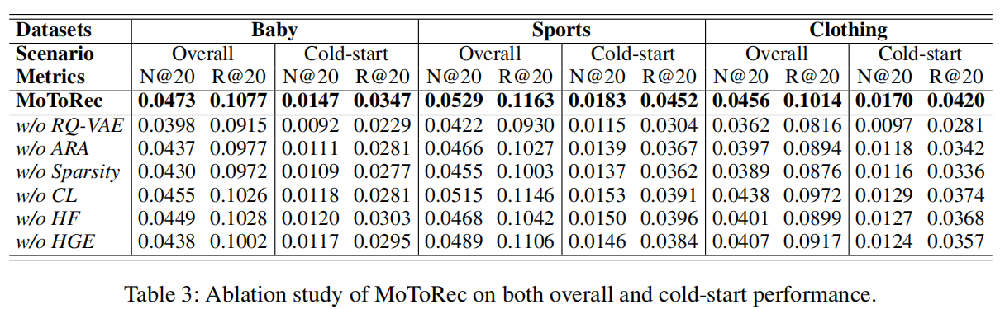 Datasets Baby Sports Clothing
Scenario Overall Cold-start Overall Cold-start Overall Cold-start
Metrics N@20 R@20 N@20 R@20 N@20 R@20 N@20 R@20 N@20 R@20 N@20 R@20
MoToRec 0.0473 0.1077 0.0147 0.0347 0.0529 0.1163 0.0183 0.0452 0.0456 0.1014 0.0170 0.0420
w/o RQ-VAE 0.0398 0.0915 0.0092 0.0229 0.0422 0.0930 0.0115 0.0304 0.0362 0.0816 0.0097 0.0281
w/o ARA 0.0437 0.0977 0.0111 0.0281 0.0466 0.1027 0.0139 0.0367 0.0397 0.0894 0.0118 0.0342
w/o Sparsity 0.0430 0.0972 0.0109 0.0277 0.0455 0.1003 0.0137 0.0362 0.0389 0.0876 0.0116 0.0336
w/o CL 0.0455 0.1026 0.0118 0.0281 0.0515 0.1146 0.0153 0.0391 0.0438 0.0972 0.0129 0.0374
w/o HF 0.0449 0.1028 0.0120 0.0303 0.0468 0.1042 0.0150 0.0396 0.0401 0.0899 0.0127 0.0368
w/o HGE 0.0438 0.1002 0.0117 0.0295 0.0489 0.1106 0.0146 0.0384 0.0407 0.0917 0.0124 0.0357
Table 3: Ablation study of MoToRec on both overall and cold-start performance.